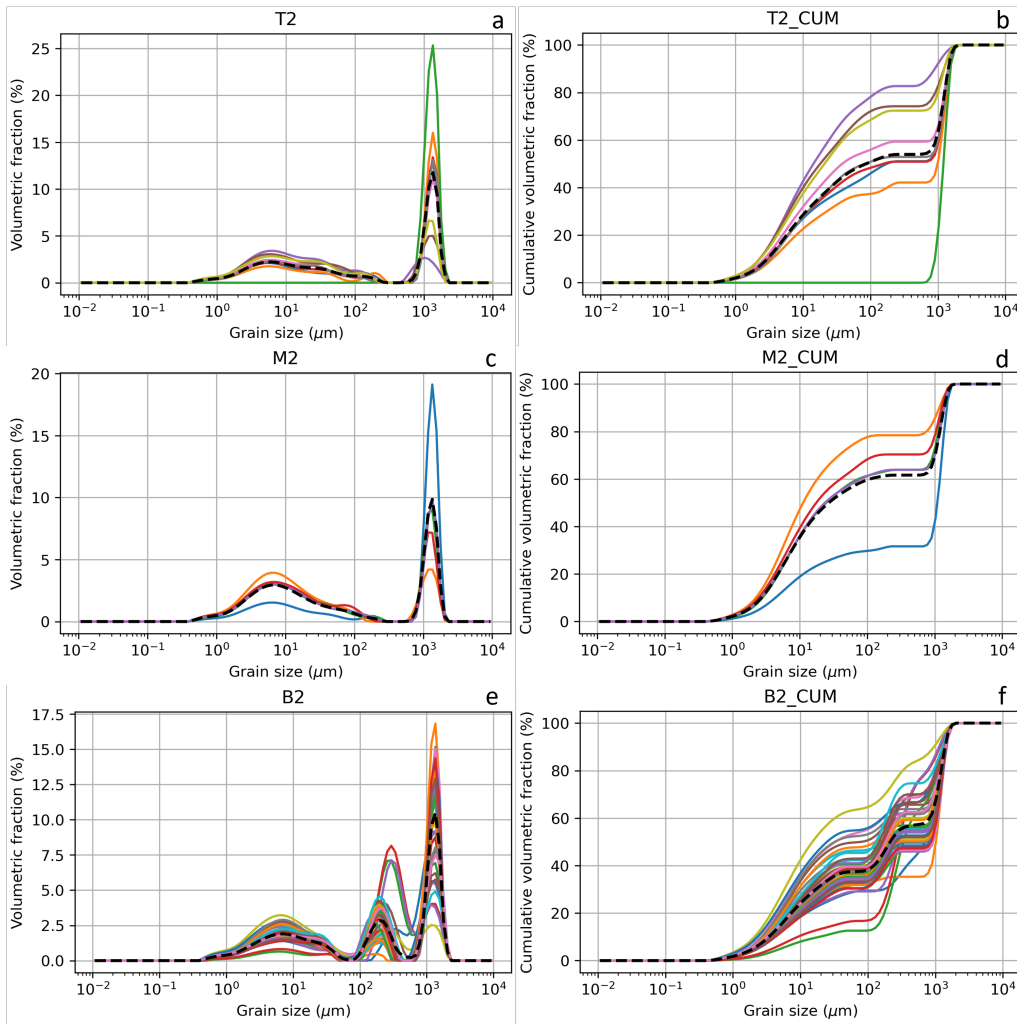 T2 a
Volumetric fraction (%)
25
20
15
10
5
0
10⁻² 10⁻¹ 10⁰ 10¹ 10² 10³ 10⁴
Grain size (μm)
T2_CUM b
Cumulative volumetric fraction (%)
100
80
60
40
20
0
10⁻² 10⁻¹ 10⁰ 10¹ 10² 10³ 10⁴
Grain size (μm)
M2 c
Volumetric fraction (%)
20
15
10
5
0
10⁻² 10⁻¹ 10⁰ 10¹ 10² 10³ 10⁴
Grain size (μm)
M2_CUM d
Cumulative volumetric fraction (%)
100
80
60
40
20
0
10⁻² 10⁻¹ 10⁰ 10¹ 10² 10³ 10⁴
Grain size (μm)
B2 e
Volumetric fraction (%)
17.5
15.0
12.5
10.0
7.5
5.0
2.5
0.0
10⁻² 10⁻¹ 10⁰ 10¹ 10² 10³ 10⁴
Grain size (μm)
B2_CUM f
Cumulative volumetric fraction (%)
100
80
60
40
20
0
10⁻² 10⁻¹ 10⁰ 10¹ 10² 10³ 10⁴
Grain size (μm)